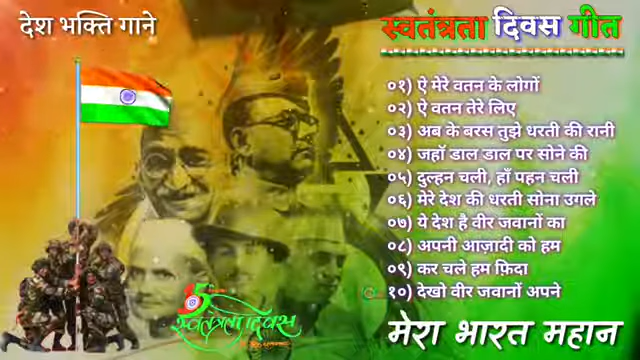 देश भक्ति गाने
स्वतंत्रता दिवस गीत
०१) ऐ मेरे वतन के लोगों
०२) ऐ वतन तेरे लिए
०३) अब के बरस तुझे धरती की रानी
०४) जहाॅ डाल डाल पर सोने की
०५) दुल्हन चली, हाँ पहन चली
०६) मेरे देश की धरती सोना उगले
०७) ये देश है वीर जवानों का
०८) अपनी आज़ादी को हम
०९) कर चले हम फ़िदा
१०) देखो वीर जवानों अपने
स्वतंत्रता दिवस
मेरा भारत महान